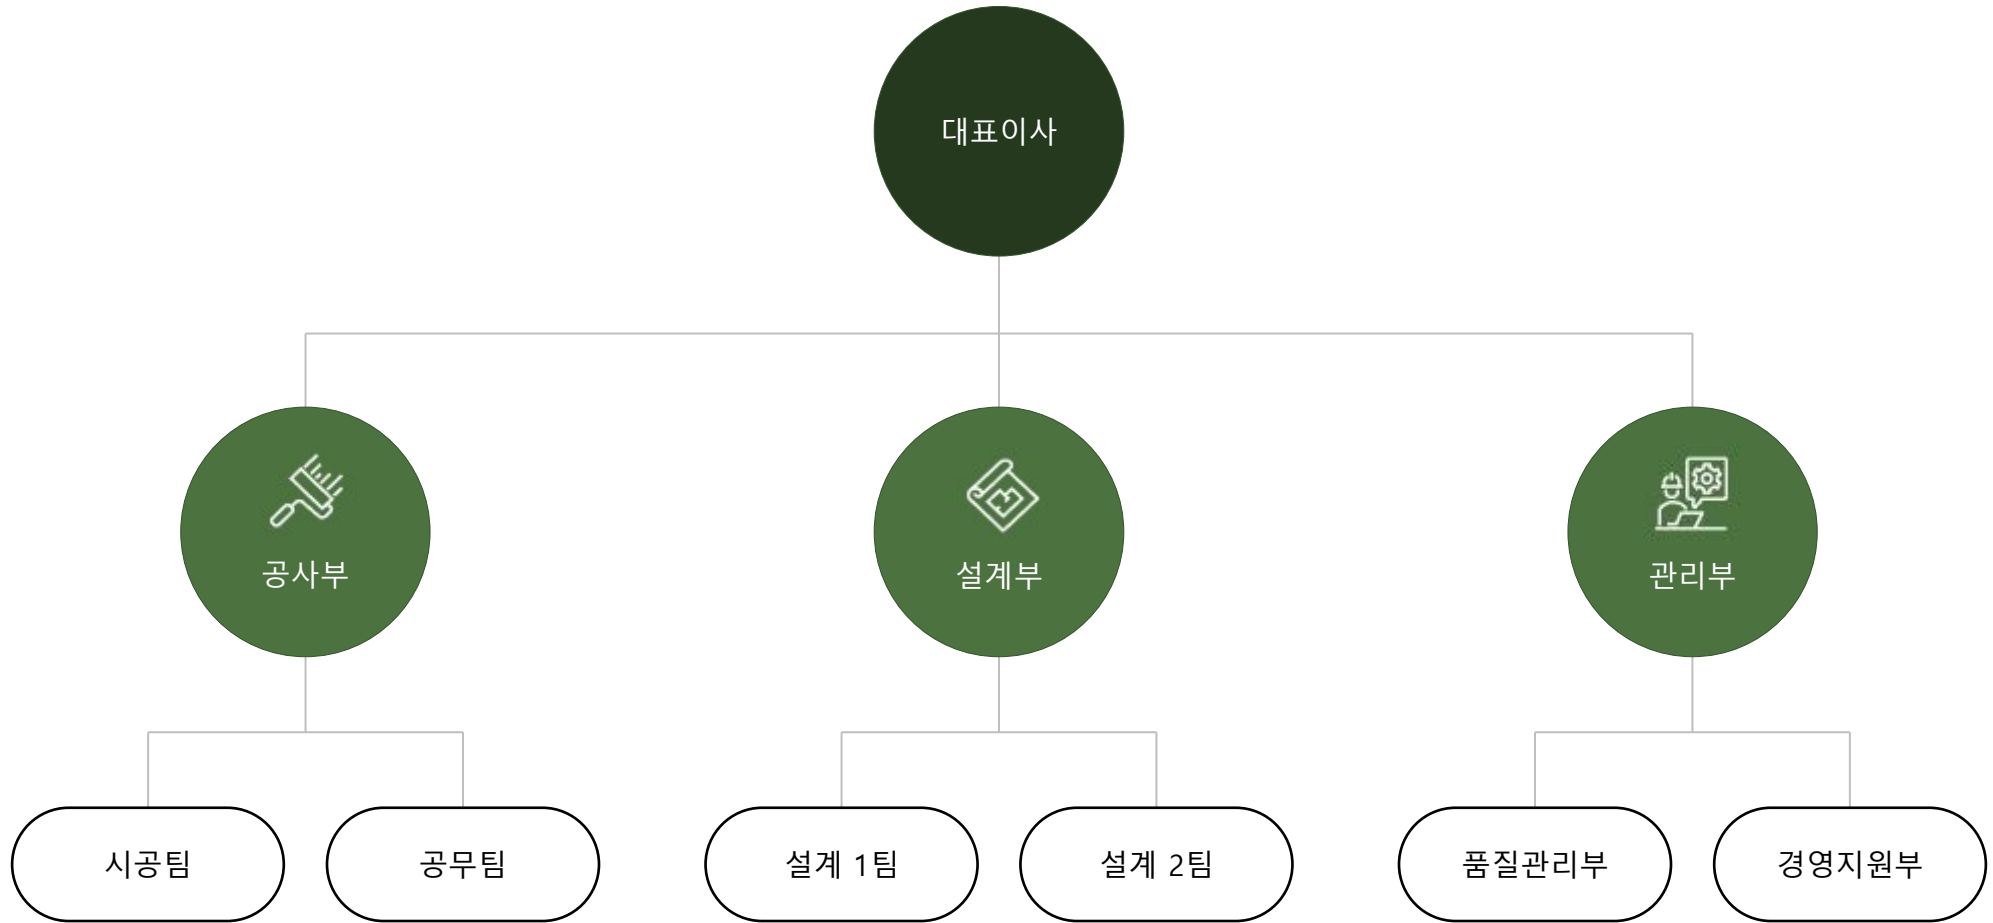 대표이사
공사부
설계부
관리부
시공팀
공무팀
설계 1팀
설계 2팀
품질관리부
경영지원부